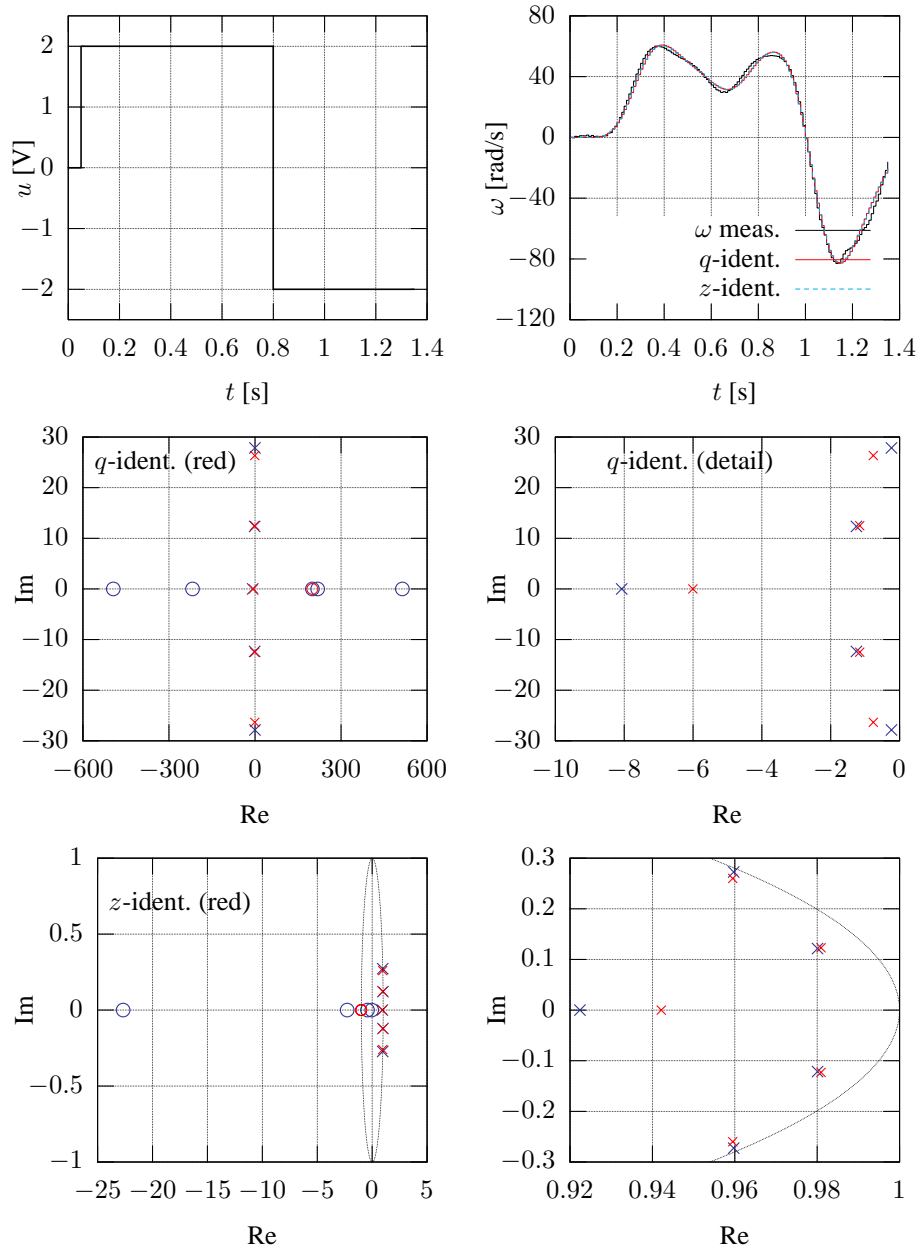 2
1
0
−1
−2
u [V]
0 0.2 0.4 0.6 0.8 1 1.2 1.4
t [s]
80
40
0
−40
−80
−120
ω [rad/s]
ω meas.
q-ident.
z-ident.
0 0.2 0.4 0.6 0.8 1 1.2 1.4
t [s]
30
20
10
0
−10
−20
−30
Im
q-ident. (red)
−600 −300 0 300 600
Re
30
20
10
0
−10
−20
−30
Im
q-ident. (detail)
−10 −8 −6 −4 −2 0
Re
1
0.5
0
−0.5
−1
Im
z-ident. (red)
−25 −20 −15 −10 −5 0 5
Re
0.3
0.2
0.1
0
−0.1
−0.2
−0.3
Im
0.92 0.94 0.96 0.98 1
Re